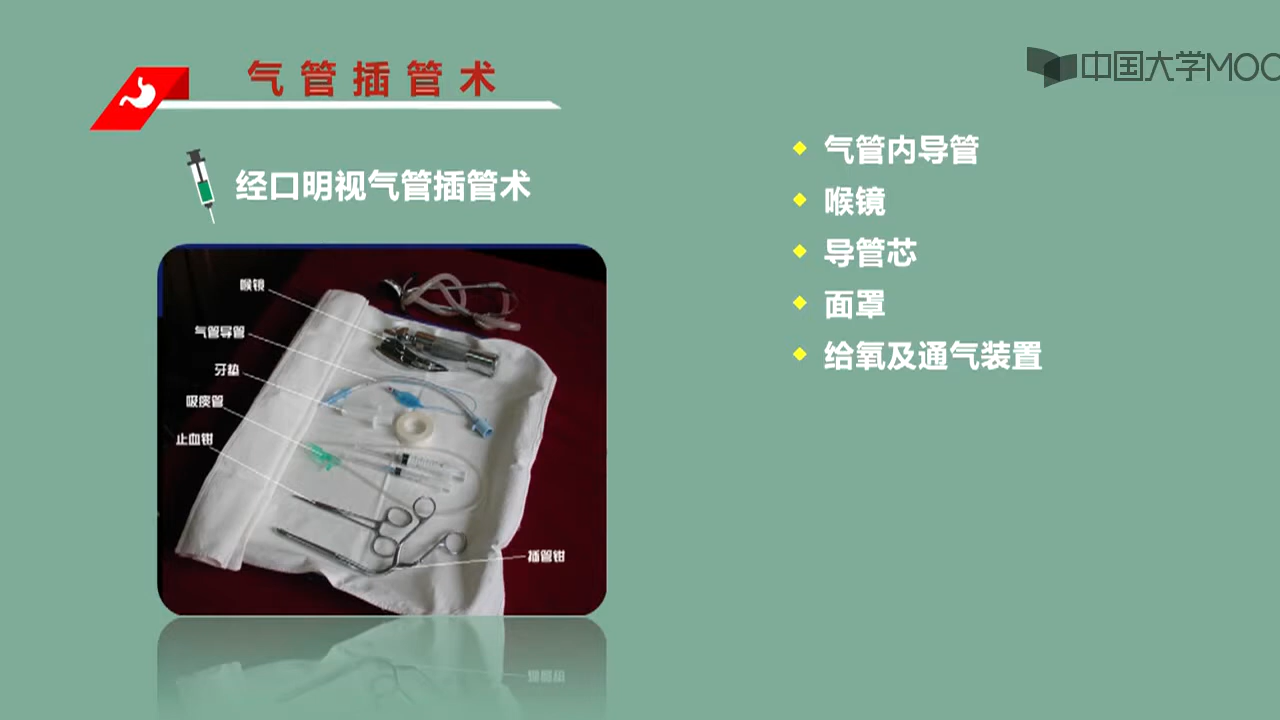 气管插管术
中国大学MOO
经口明视气管插管术
气管内导管
喉镜
导管芯
面罩
给氧及通气装置
喉镜
气管导管
牙垫
吸痰管
止血钳
插管钳